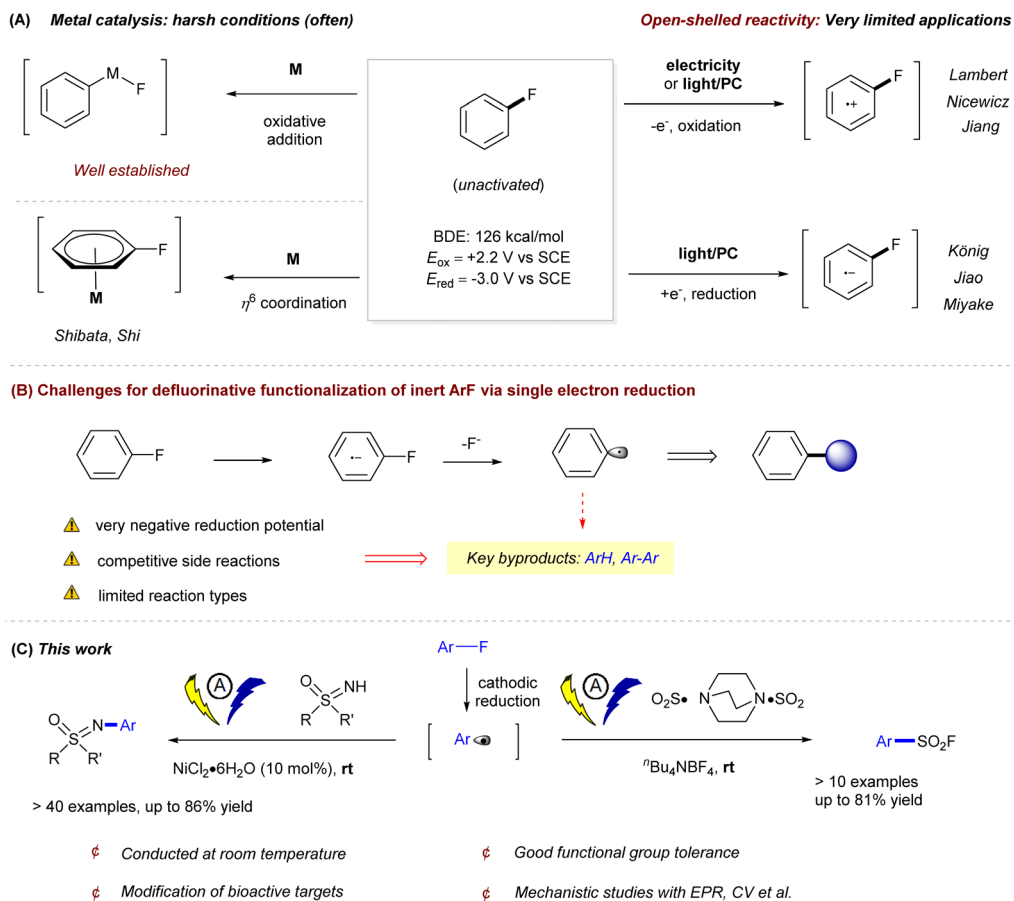 (A) Metal catalysis: harsh conditions (often)
Open-shelled reactivity: Very limited applications
M
F
M
oxidative
addition
Well established
F
(unactivated)
BDE: 126 kcal/mol
Eox = +2.2 V vs SCE
Ered = -3.0 V vs SCE
electricity
or light/PC
-e-, oxidation
F
•+
Lambert
Nicewicz
Jiang
F
M
M
η6 coordination
Shibata, Shi
light/PC
+e-, reduction
F
•−
König
Jiao
Miyake
(B) Challenges for defluorinative functionalization of inert ArF via single electron reduction
F
•−
F
-F-
very negative reduction potential
competitive side reactions
limited reaction types
Key byproducts: ArH, Ar-Ar
(C) This work
Ar F
cathodic
reduction
Ar
O
N Ar
S
R R'
A
O
NH
S
R R'
NiCl2•6H2O (10 mol%), rt
> 40 examples, up to 86% yield
A
O2S• N N•SO2
nBu4NBF4, rt
Ar SO2F
> 10 examples
up to 81% yield
¢ Conducted at room temperature
¢ Good functional group tolerance
¢ Modification of bioactive targets
¢ Mechanistic studies with EPR, CV et al.